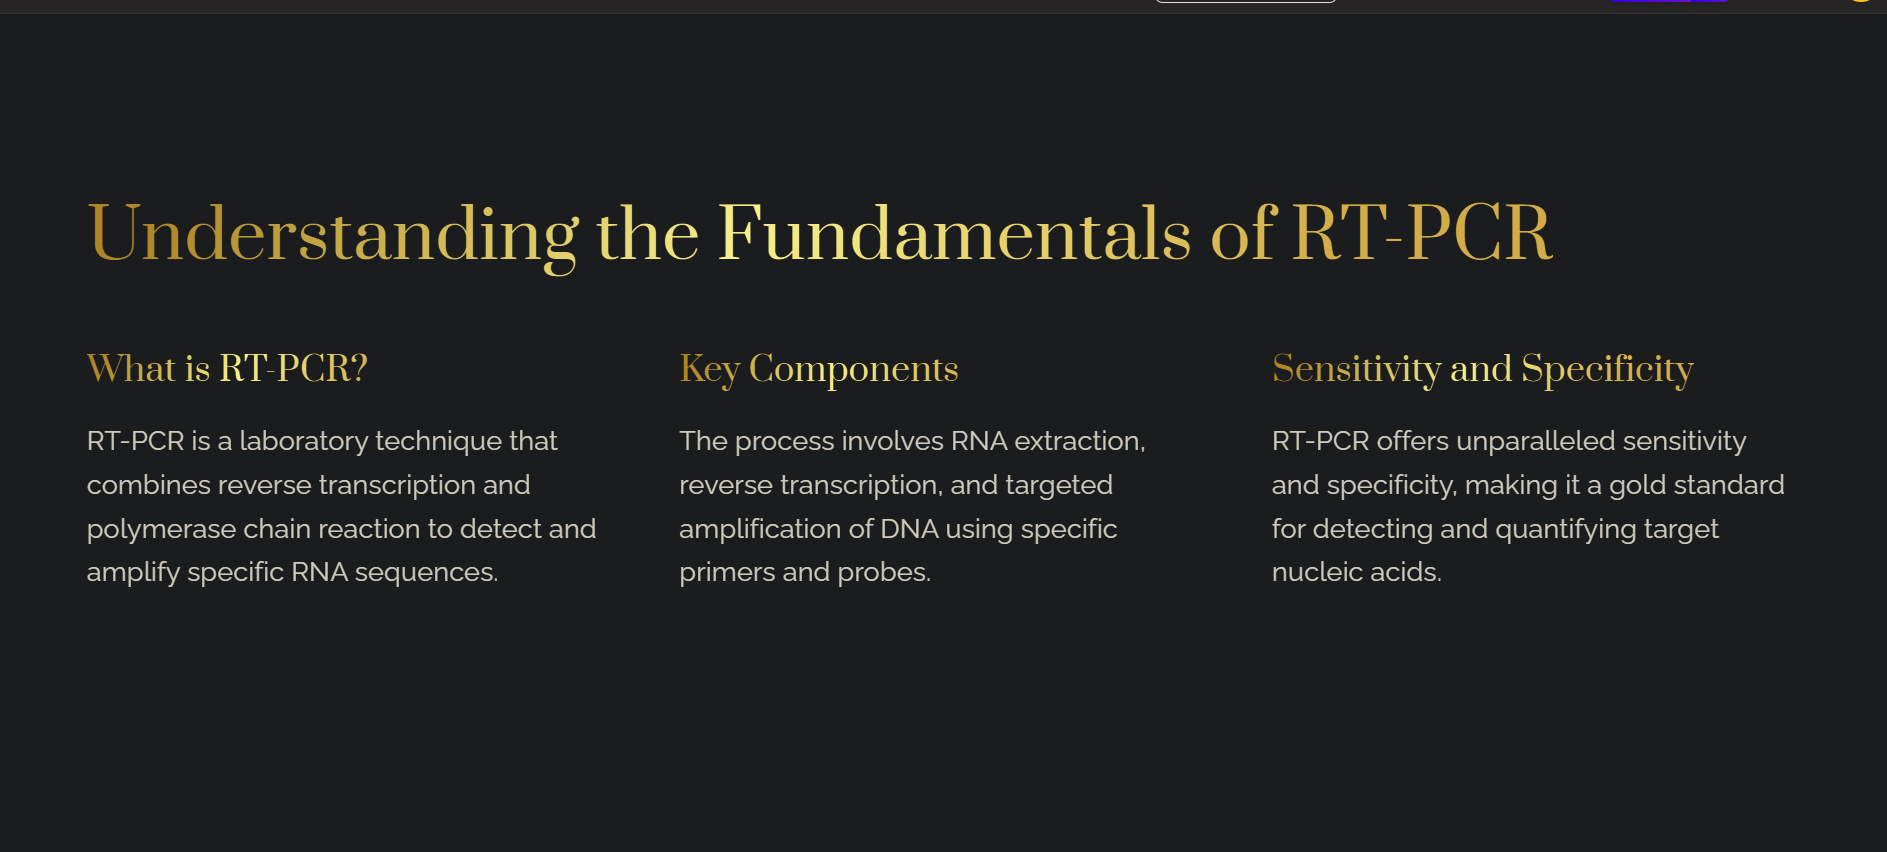 Understanding the Fundamentals of RT-PCR
What is RT-PCR?
RT-PCR is a laboratory technique that
combines reverse transcription and
polymerase chain reaction to detect and
amplify specific RNA sequences.
Key Components
The process involves RNA extraction,
reverse transcription, and targeted
amplification of DNA using specific
primers and probes.
Sensitivity and Specificity
RT-PCR offers unparalleled sensitivity
and specificity, making it a gold standard
for detecting and quantifying target
nucleic acids.